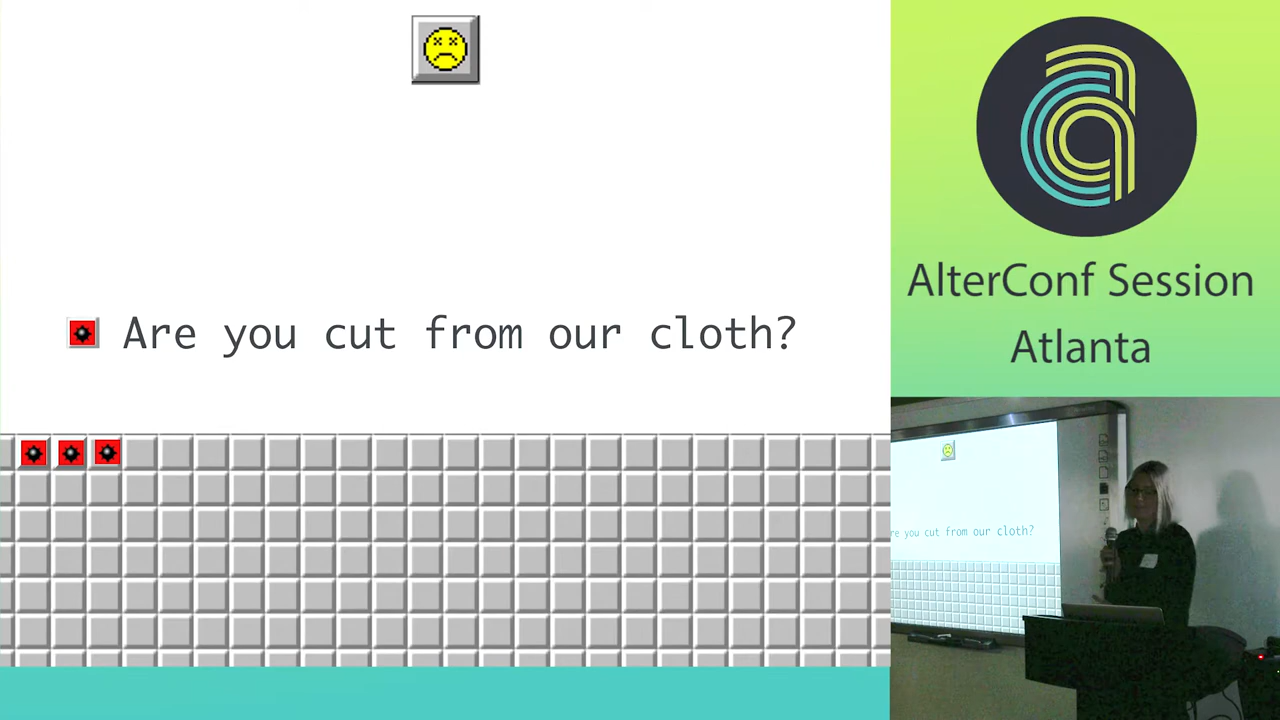 Are you cut from our cloth?
AlterConf Session
Atlanta
re you cut from our cloth?